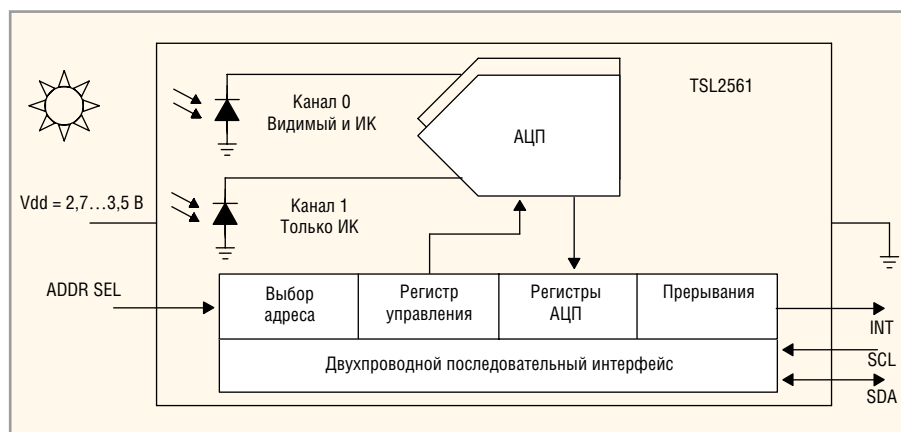 TSL2561
Канал 0
Видимый и ИК
АЦП
Vdd = 2,7...3,5 В
Канал 1
Только ИК
ADDR SEL
Выбор
адреса
Регистр
управления
Регистры
АЦП
Прерывания
INT
Двухпроводной последовательный интерфейс
SCL
SDA